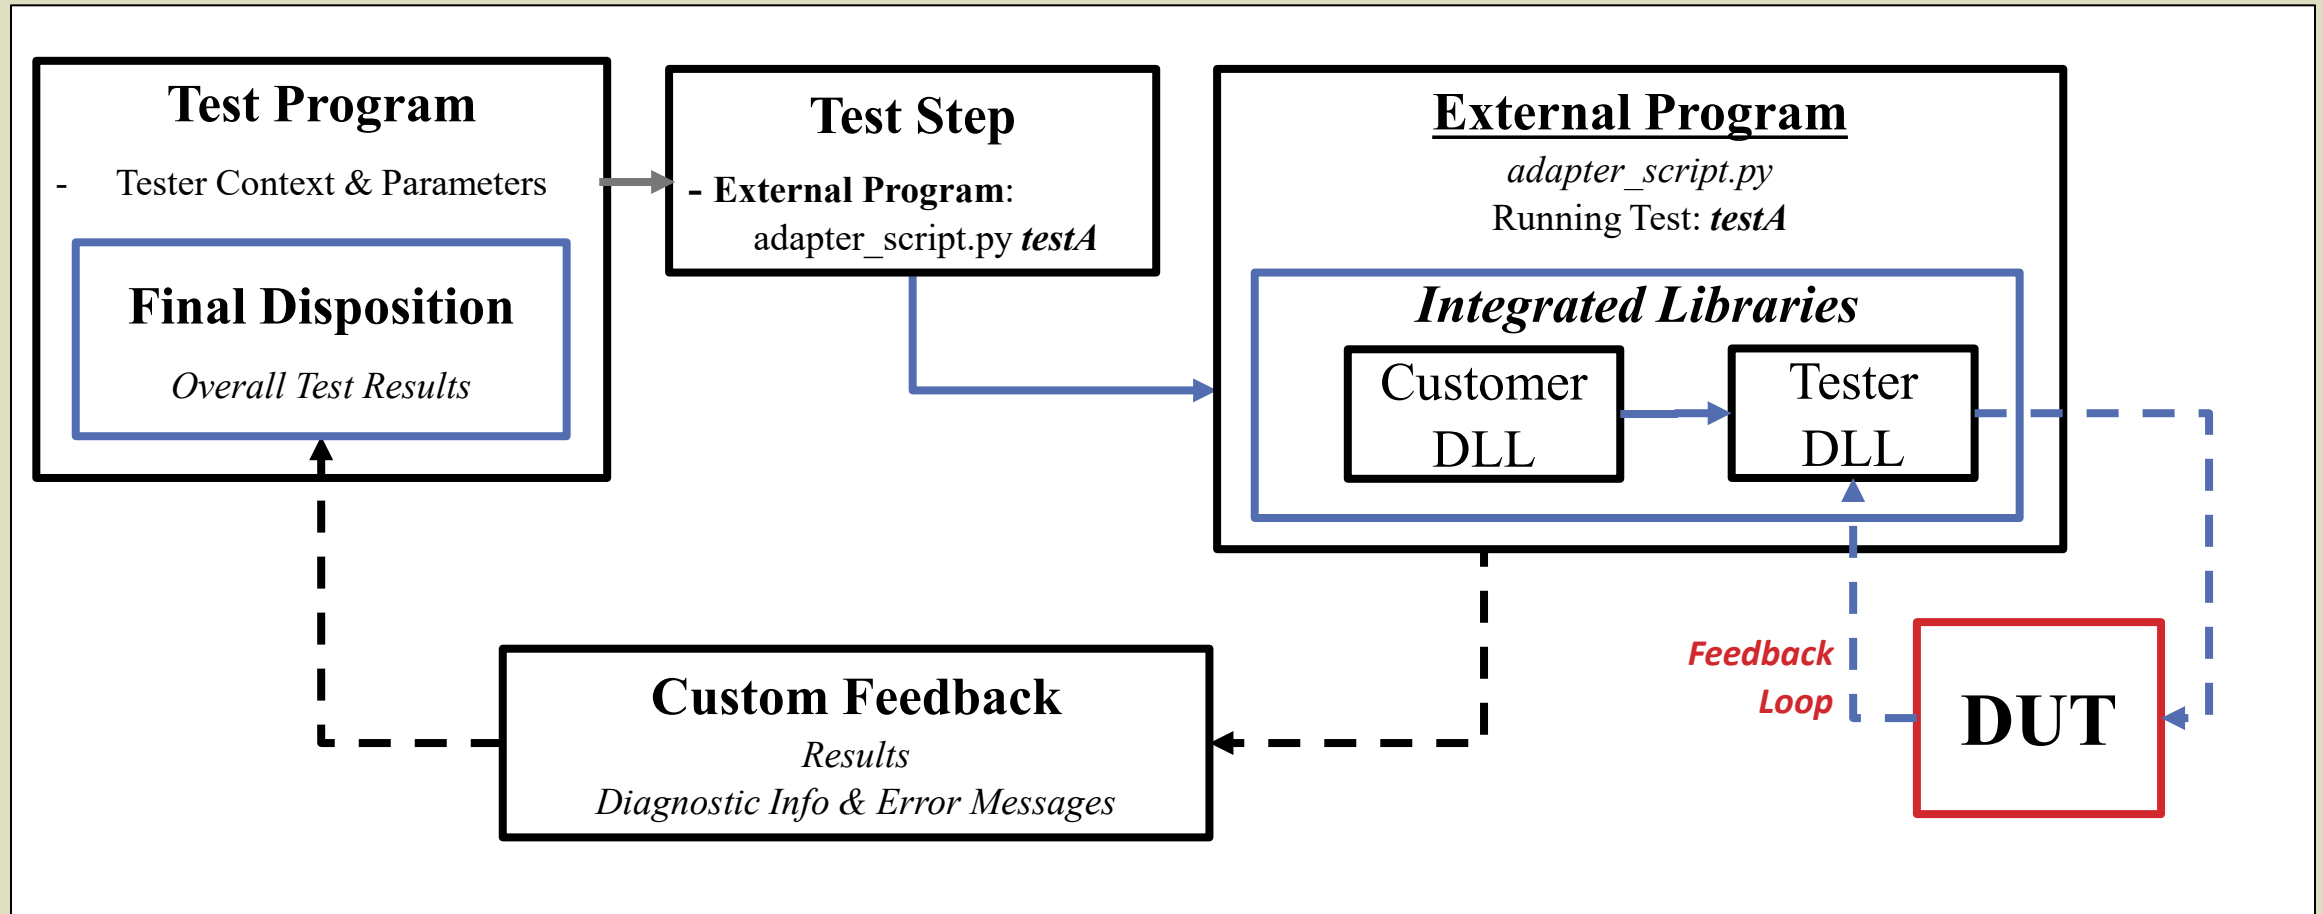 Test Program
- Tester Context & Parameters
Final Disposition
Overall Test Results
Test Step
- External Program:
adapter_script.py testA
External Program
adapter_script.py
Running Test: testA
Integrated Libraries
Customer
DLL
Tester
DLL
Feedback
Loop
DUT
Custom Feedback
Results
Diagnostic Info & Error Messages